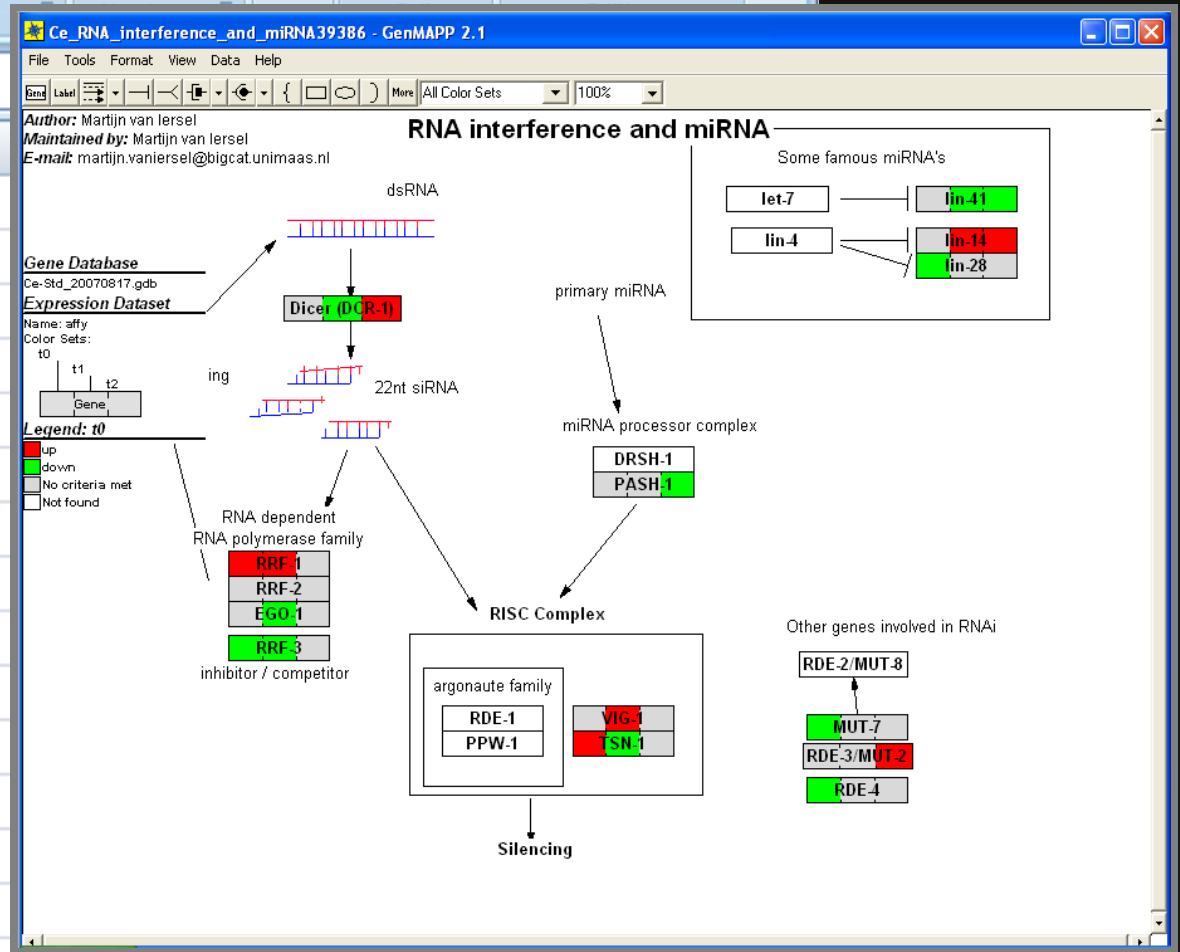 Ce_RNA_interference_and_miRNA39386 - GenMAPP 2.1
File Tools Format View Data Help
Gene Label More All Color Sets 100%
Author: Martijn van Iersel
Maintained by: Martijn van Iersel
E-mail: martijn.vaniersel@bigcat.unimaas.nl
RNA interference and miRNA
Some famous miRNA's
let-7
lin-41
lin-4
lin-14
lin-28
dsRNA
Gene Database
Ce-Std_20070817.gdb
Expression Dataset
Name: affy
Color Sets:
t0
t1
t2
Gene
Legend: t0
up
down
No criteria met
Not found
Dicer (DCR-1)
ing
22nt siRNA
primary miRNA
miRNA processor complex
DRSH-1
PASH-1
RNA dependent
RNA polymerase family
RRF-1
RRF-2
EGO-1
RRF-3
inhibitor / competitor
RISC Complex
argonaute family
RDE-1
PPW-1
VIG-1
TSN-1
Silencing
Other genes involved in RNAi
RDE-2/MUT-8
MUT-7
RDE-3/MUT-2
RDE-4